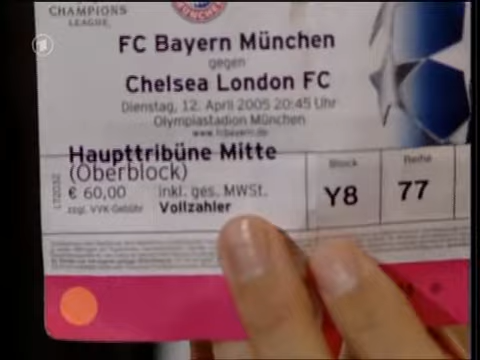 CHAMPIONS
LEAGUE
FC Bayern München
gegen
Chelsea London FC
Dienstag, 12. April 2005 20:45 Uhr
Olympiastadion München
www.fcbayern.de
Haupttribüne Mitte
(Oberblock)
€ 60,00 inkl. ges. MWSt.
zzgl. VVK-Gebühr Vollzahler
Block Reihe
Y8 77